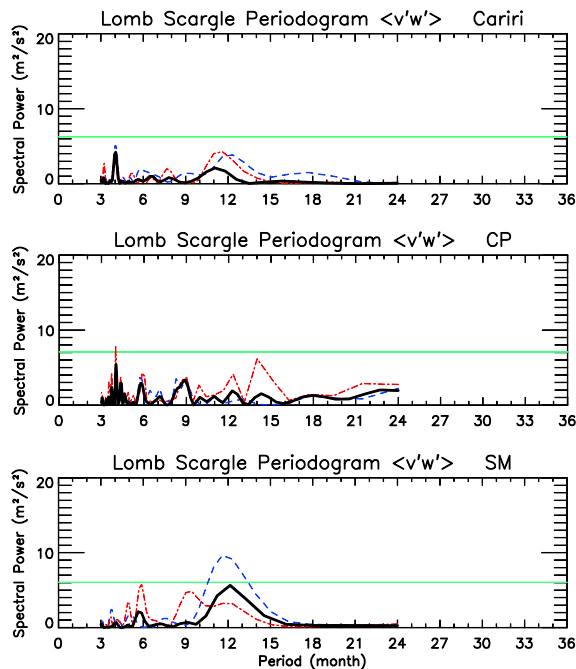 Lomb Scargle Periodogram <v'w'> Cariri
Spectral Power (m²/s²)
20
10
0
0 3 6 9 12 15 18 21 24 27 30 33 36
Lomb Scargle Periodogram <v'w'> CP
Spectral Power (m²/s²)
20
10
0
0 3 6 9 12 15 18 21 24 27 30 33 36
Lomb Scargle Periodogram <v'w'> SM
Spectral Power (m²/s²)
20
10
0
0 3 6 9 12 15 18 21 24 27 30 33 36
Period (month)